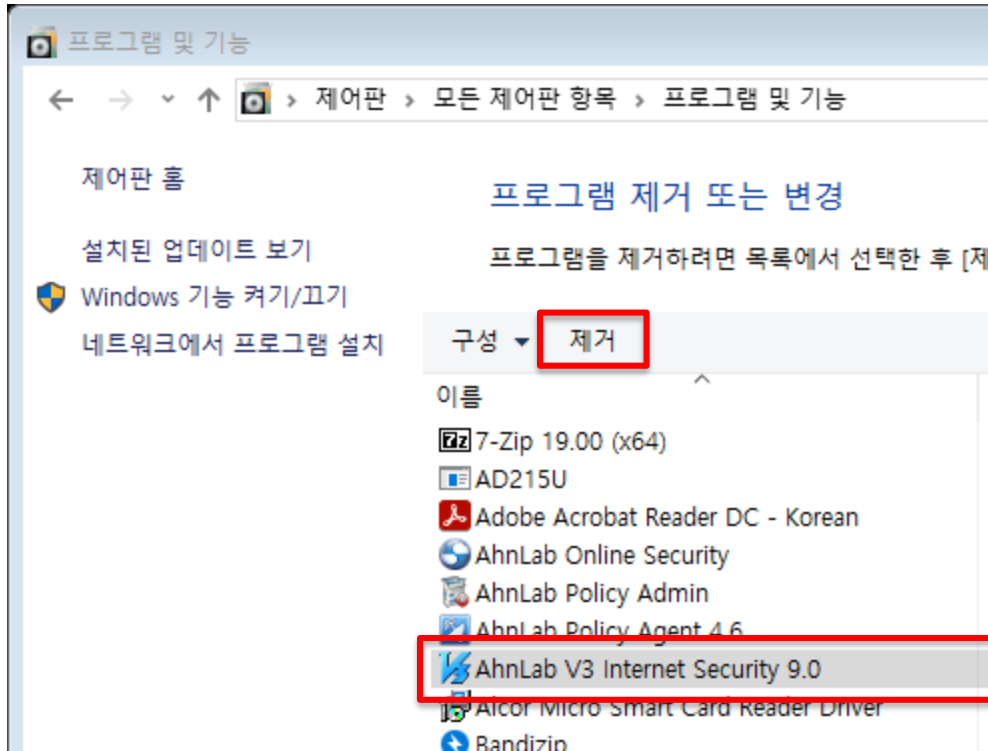 프로그램 및 기능
제어판 › 모든 제어판 항목 › 프로그램 및 기능
제어판 홈
설치된 업데이트 보기
Windows 기능 켜기/끄기
네트워크에서 프로그램 설치
프로그램 제거 또는 변경
프로그램을 제거하려면 목록에서 선택한 후 [제
구성 제거
이름
7-Zip 19.00 (x64)
AD215U
Adobe Acrobat Reader DC - Korean
AhnLab Online Security
AhnLab Policy Admin
AhnLab Policy Agent 4.6
AhnLab V3 Internet Security 9.0
Alcor Micro Smart Card Reader Driver
Bandizip